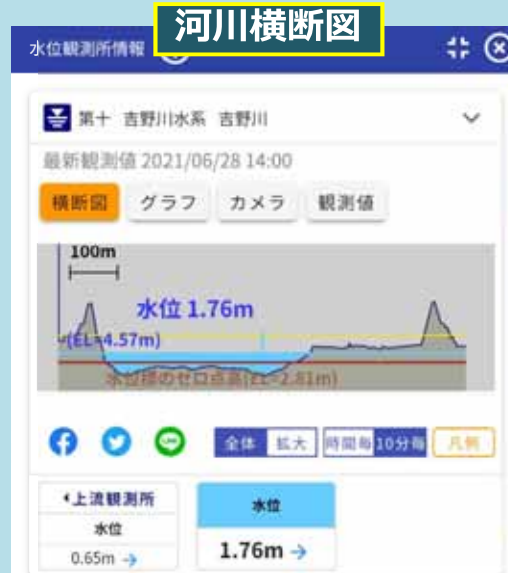 河川横断図
水位観測所情報
第十 吉野川水系 吉野川
最新観測値 2021/06/28 14:00
横断図 グラフ カメラ 観測値
100m
水位 1.76m
(EL=4.57m)
水位標のゼロ点高(EL=2.81m)
全体 拡大 時間毎 10分毎 凡例
上流観測所
水位
0.65m →
水位
1.76m →